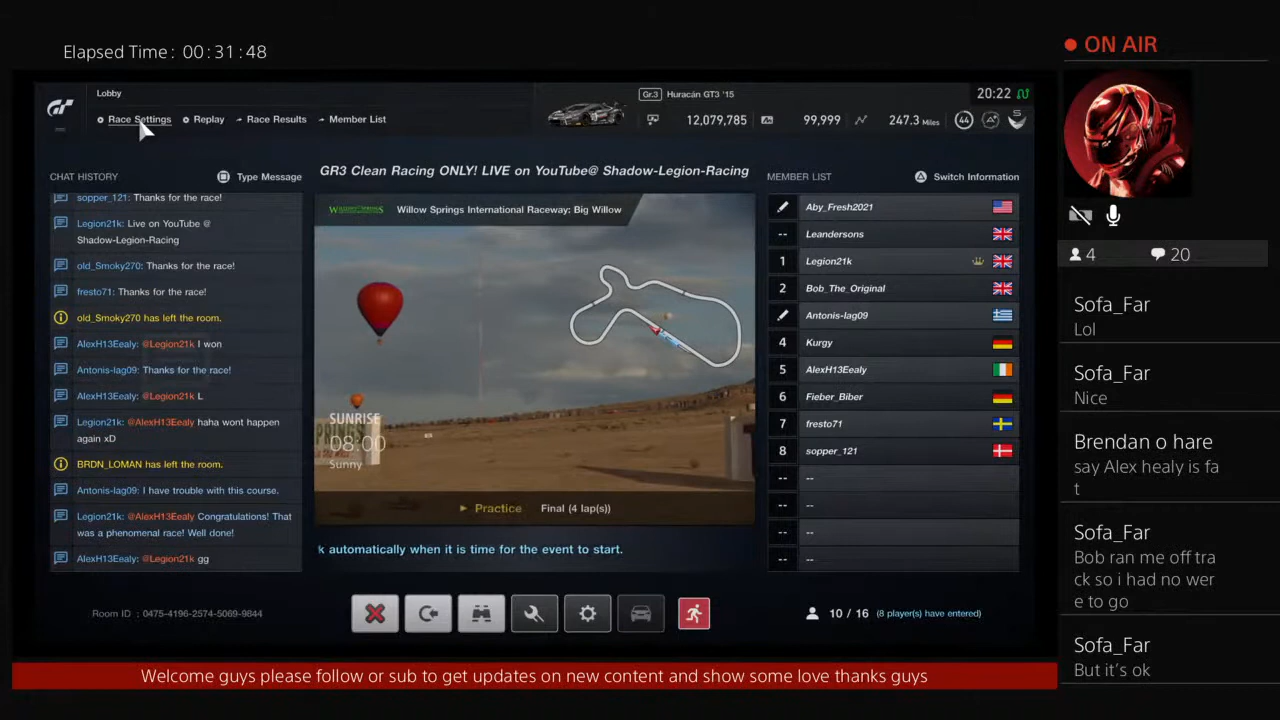 Elapsed Time: 00:31:48
ON AIR
Lobby
Race Settings
Replay
Race Results
Member List
Gr.3
Huracán GT3 '15
20:22
12,079,785
99,999
247.3 Miles
44
S
CHAT HISTORY
Type Message
sopper_121: Thanks for the race!
Legion21k: Live on YouTube @
Shadow-Legion-Racing
old_Smoky270: Thanks for the race!
fresto71: Thanks for the race!
old_Smoky270 has left the room.
AlexH13Eealy: @Legion21k I won
Antonis-lag09: Thanks for the race!
AlexH13Eealy: @Legion21k L
Legion21k: @AlexH13Eealy haha wont happen
again xD
BRDN_LOMAN has left the room.
Antonis-lag09: I have trouble with this course.
Legion21k: @AlexH13Eealy Congratulations! That
was a phenomenal race! Well done!
AlexH13Eealy: @Legion21k gg
Room ID : 0475-4196-2574-5069-9844
GR3 Clean Racing ONLY! LIVE on YouTube@ Shadow-Legion-Racing
WILLOW SPRINGS
Willow Springs International Raceway: Big Willow
SUNRISE
08:00
Sunny
Practice
Final (4 lap(s))
k automatically when it is time for the event to start.
MEMBER LIST
Switch Information
Aby_Fresh2021
-- Leandersons
1 Legion21k
2 Bob_The_Original
Antonis-lag09
4 Kurgy
5 AlexH13Eealy
6 Fieber_Biber
7 fresto71
8 sopper_121
-- --
-- --
-- --
-- --
10 / 16 (8 player(s) have entered)
4
20
Sofa_Far
Lol
Sofa_Far
Nice
Brendan o hare
say Alex healy is fa
t
Sofa_Far
Bob ran me off tra
ck so i had no wer
e to go
Sofa_Far
But it's ok
Welcome guys please follow or sub to get updates on new content and show some love thanks guys